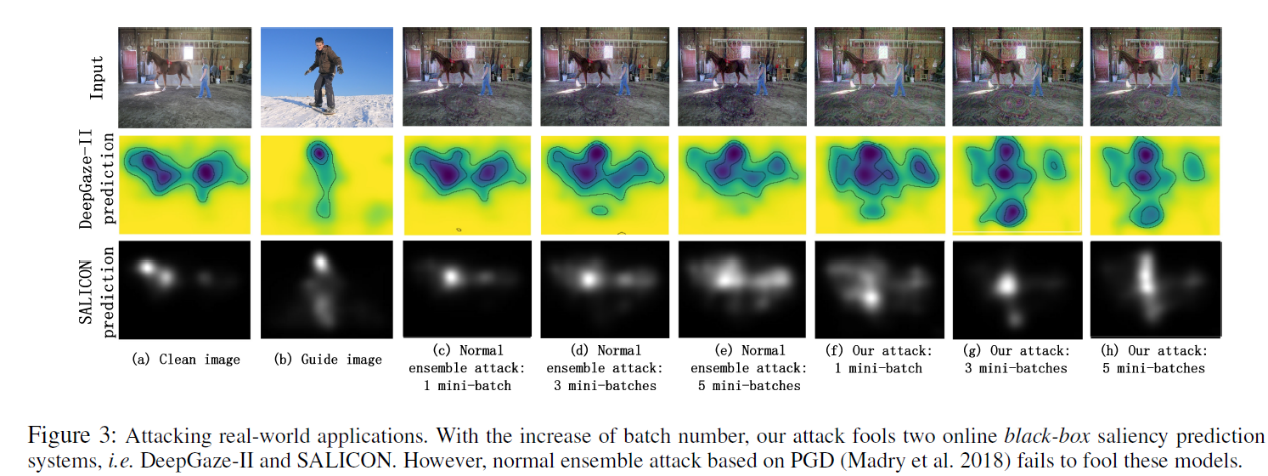 Input
DeepGaze-II
prediction
SALICON
prediction
(a) Clean image
(b) Guide image
(c) Normal
ensemble attack:
1 mini-batch
(d) Normal
ensemble attack:
3 mini-batches
(e) Normal
ensemble attack:
5 mini-batches
(f) Our attack:
1 mini-batch
(g) Our attack:
3 mini-batches
(h) Our attack:
5 mini-batches
Figure 3: Attacking real-world applications. With the increase of batch number, our attack fools two online black-box saliency prediction
systems, i.e. DeepGaze-II and SALICON. However, normal ensemble attack based on PGD (Madry et al. 2018) fails to fool these models.